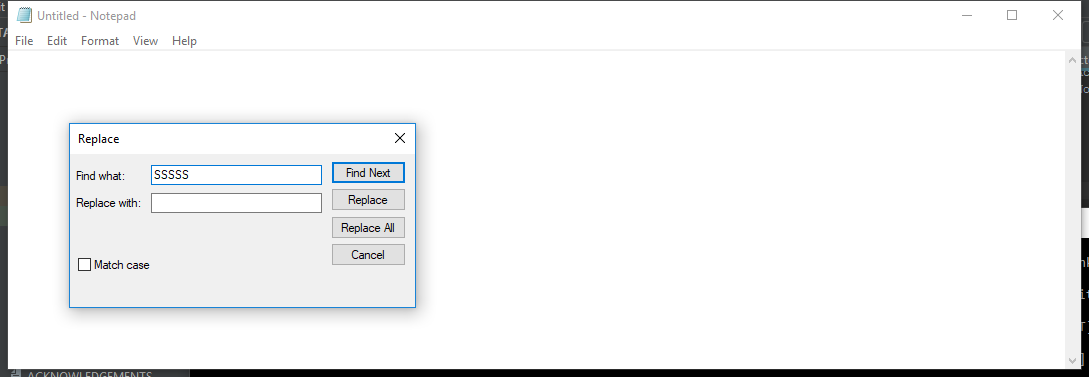 Untitled - Notepad
File Edit Format View Help
Replace
Find what: SSSSS
Find Next
Replace with:
Replace
Replace All
Cancel
Match case
ACKNOWLEDGEMENTS